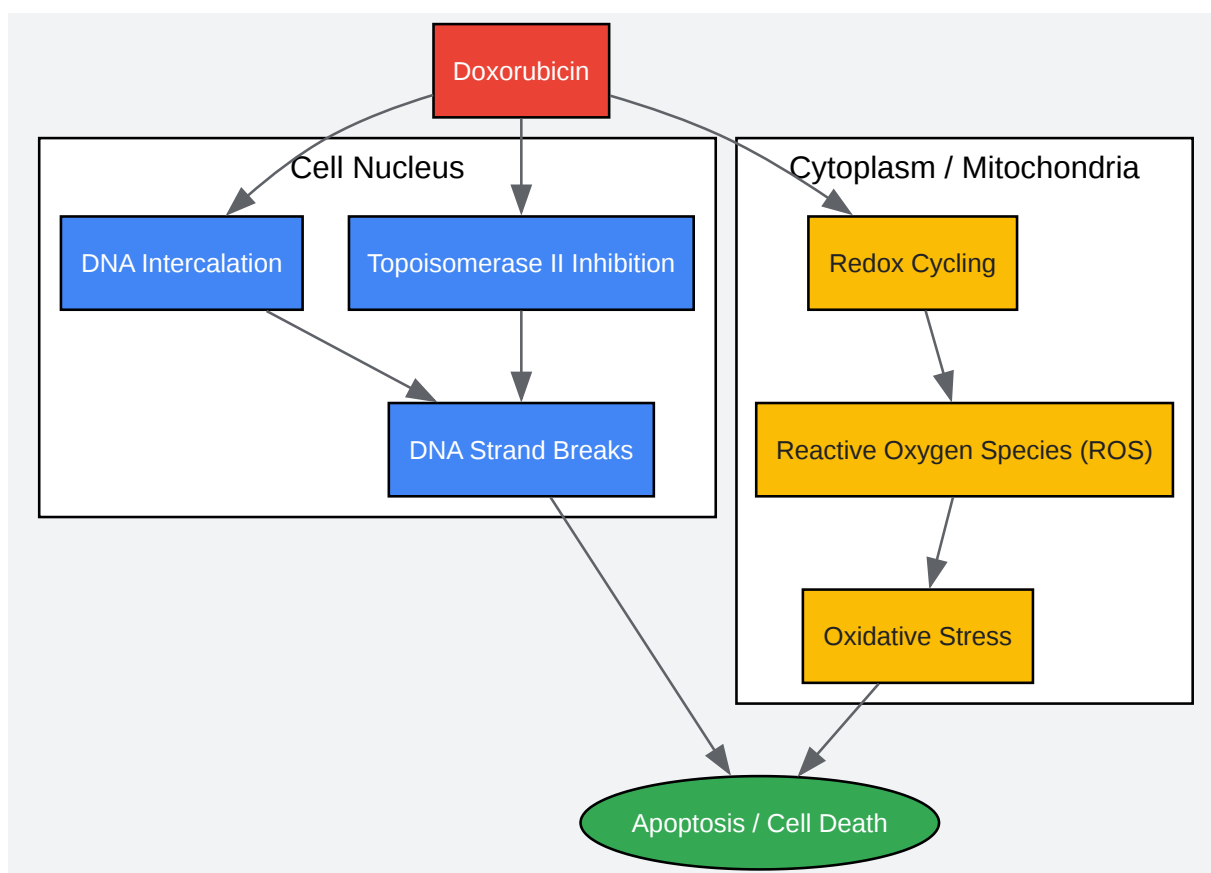 Doxorubicin
Cell Nucleus
Cytoplasm / Mitochondria
DNA Intercalation
Topoisomerase II Inhibition
Redox Cycling
DNA Strand Breaks
Reactive Oxygen Species (ROS)
Oxidative Stress
Apoptosis / Cell Death